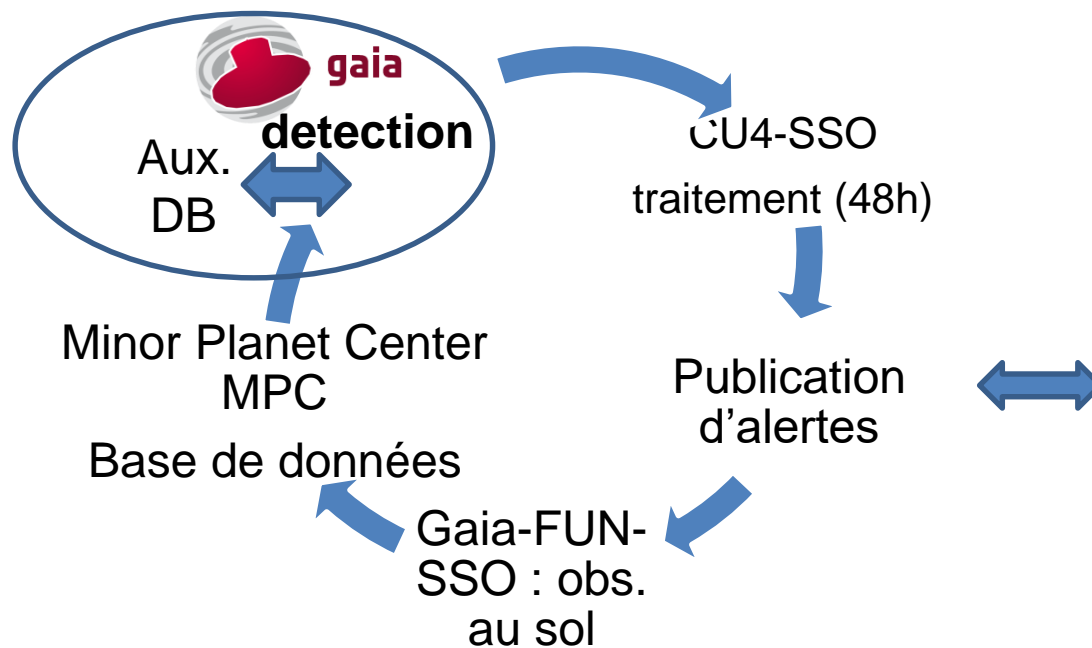 gaia
detection
Aux.
DB
CU4-SSO
traitement (48h)
Publication
d’alertes
Gaia-FUN-
SSO : obs.
au sol
Minor Planet Center
MPC
Base de données